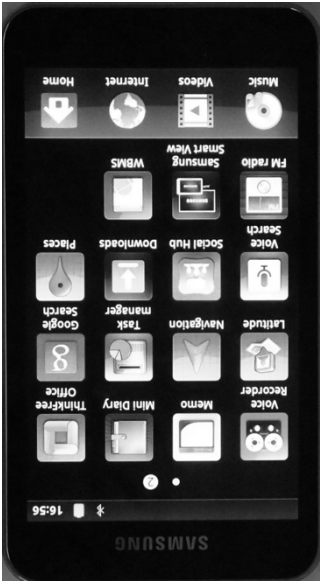 SAMSUNG
16:56
2
Voice Memo Mini Diary ThinkFree
Recorder Office
Latitude Navigation Task Google
manager Search
Voice Social Hub Downloads Places
Search
FM radio Samsung WBMS
Smart View
Music Videos Internet Home